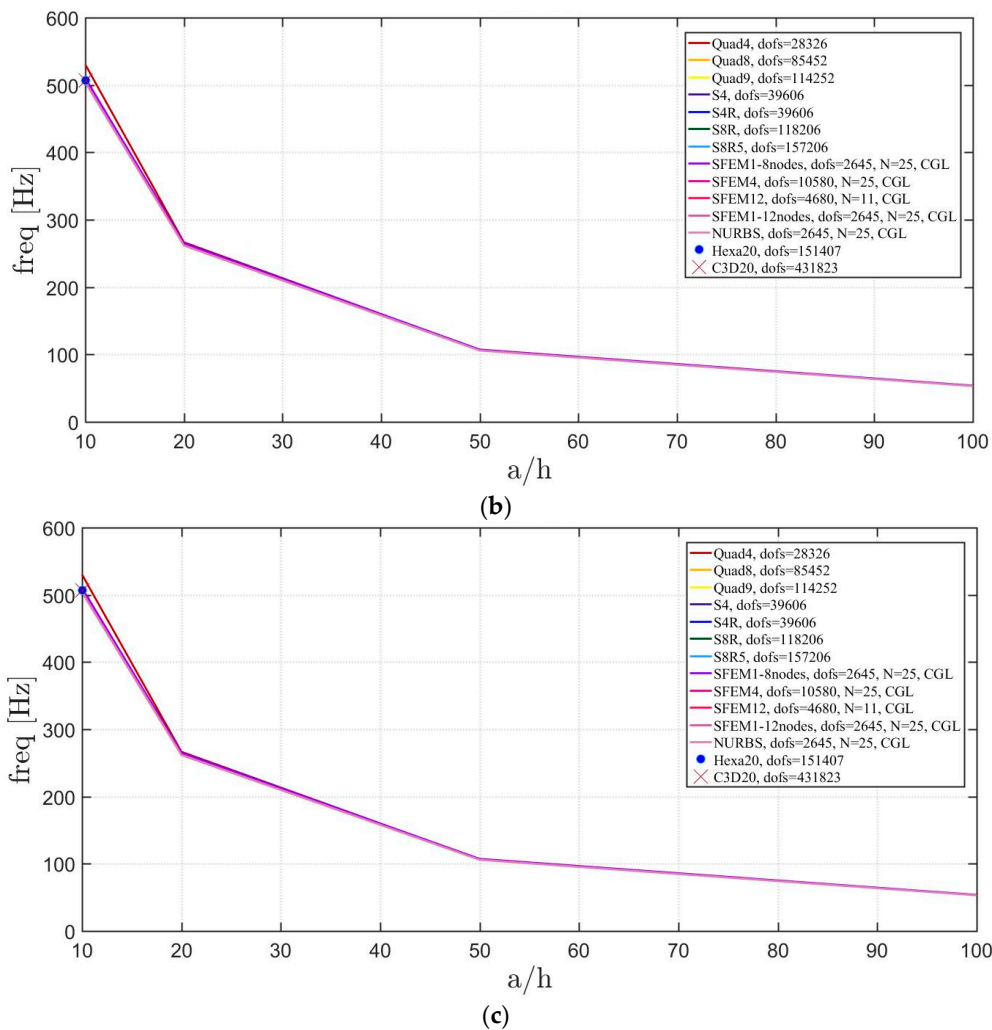 600
500
400
300
200
100
0
freq [Hz]
Quad4, dofs=28326
Quad8, dofs=85452
Quad9, dofs=114252
S4, dofs=39606
S4R, dofs=39606
S8R, dofs=118206
S8R5, dofs=157206
SFEM1-8nodes, dofs=2645, N=25, CGL
SFEM4, dofs=10580, N=25, CGL
SFEM12, dofs=4680, N=11, CGL
SFEM1-12nodes, dofs=2645, N=25, CGL
NURBS, dofs=2645, N=25, CGL
Hexa20, dofs=151407
C3D20, dofs=431823
10 20 30 40 50 60 70 80 90 100
a/h
(b)
600
500
400
300
200
100
0
freq [Hz]
Quad4, dofs=28326
Quad8, dofs=85452
Quad9, dofs=114252
S4, dofs=39606
S4R, dofs=39606
S8R, dofs=118206
S8R5, dofs=157206
SFEM1-8nodes, dofs=2645, N=25, CGL
SFEM4, dofs=10580, N=25, CGL
SFEM12, dofs=4680, N=11, CGL
SFEM1-12nodes, dofs=2645, N=25, CGL
NURBS, dofs=2645, N=25, CGL
Hexa20, dofs=151407
C3D20, dofs=431823
10 20 30 40 50 60 70 80 90 100
a/h
(c)